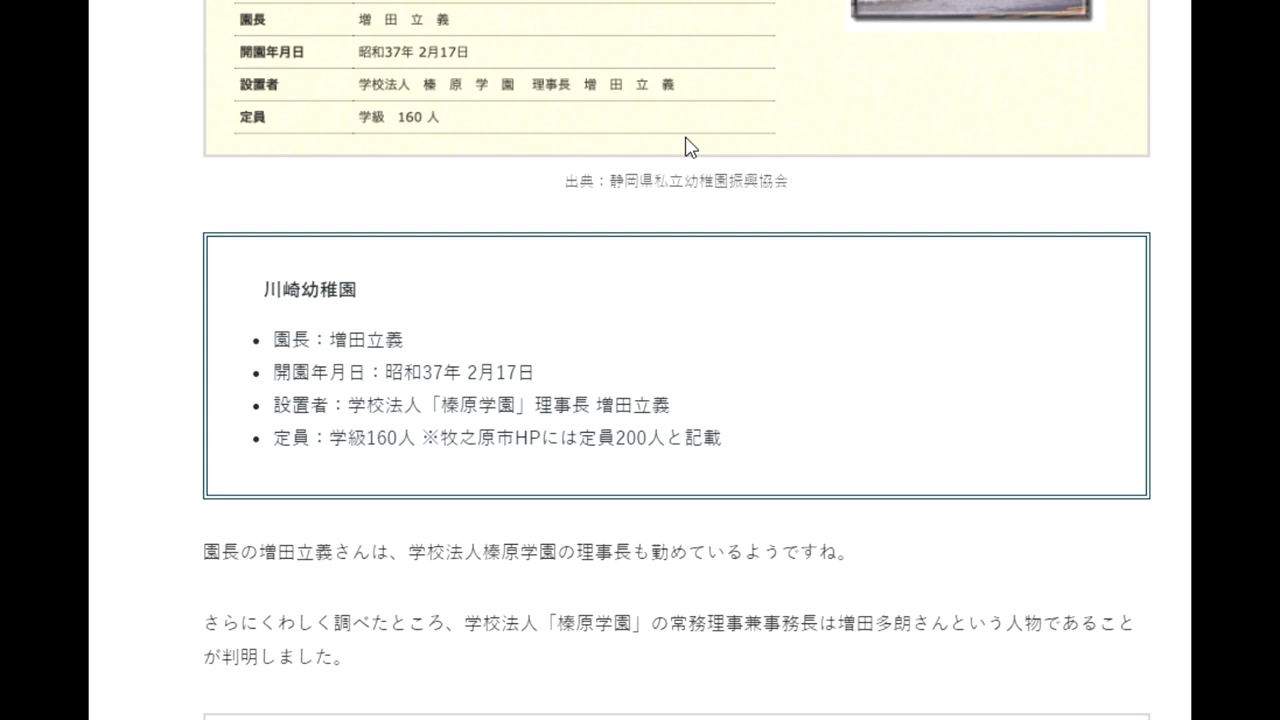 園長 増 田 立 義
開園年月日 昭和37年 2月17日
設置者 学校法人 榛 原 学 園 理事長 増 田 立 義
定員 学級 160 人
出典：静岡県私立幼稚園振興協会
川崎幼稚園
• 園長：増田立義
• 開園年月日：昭和37年 2月17日
• 設置者：学校法人「榛原学園」理事長 増田立義
• 定員：学級160人 ※牧之原市HPには定員200人と記載
園長の増田立義さんは、学校法人榛原学園の理事長も勤めているようですね。
さらにくわしく調べたところ、学校法人「榛原学園」の常務理事兼事務長は増田多朗さんという人物であること
が判明しました。